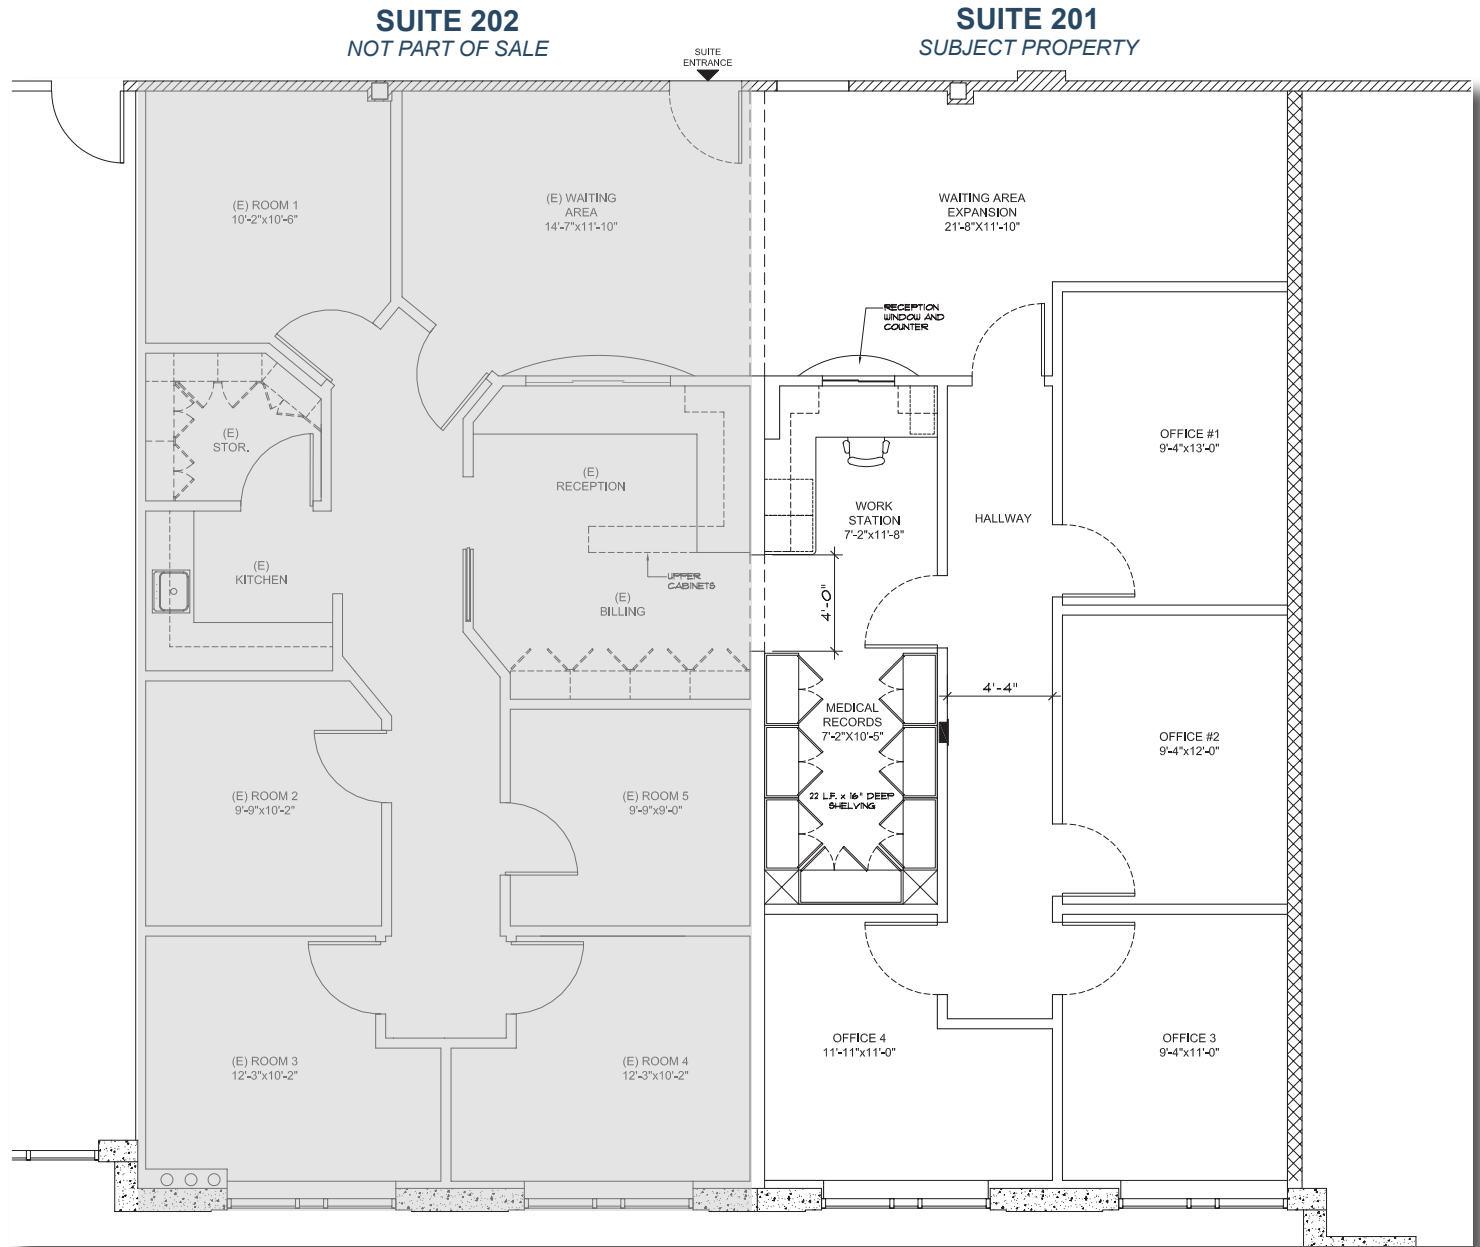 SUITE 202
NOT PART OF SALE
SUITE 201
SUBJECT PROPERTY
SUITE
ENTRANCE
(E) ROOM 1
10'-2"x10'-6"
(E) WAITING
AREA
14'-7"x11'-10"
WAITING AREA
EXPANSION
21'-8"X11'-10"
RECEPTION
WINDOW AND
COUNTER
(E)
STOR.
(E)
RECEPTION
OFFICE #1
9'-4"x13'-0"
WORK
STATION
7'-2"x11'-8"
HALLWAY
(E)
KITCHEN
UPPER
CABINETS
(E)
BILLING
4'-0"
4'-4"
MEDICAL
RECORDS
7'-2"X10'-5"
OFFICE #2
9'-4"x12'-0"
(E) ROOM 2
9'-9"x10'-2"
(E) ROOM 5
9'-9"x9'-0"
22 L.F. x 16" DEEP
SHELVING
(E) ROOM 3
12'-3"x10'-2"
(E) ROOM 4
12'-3"x10'-2"
OFFICE 4
11'-11"x11'-0"
OFFICE 3
9'-4"x11'-0"